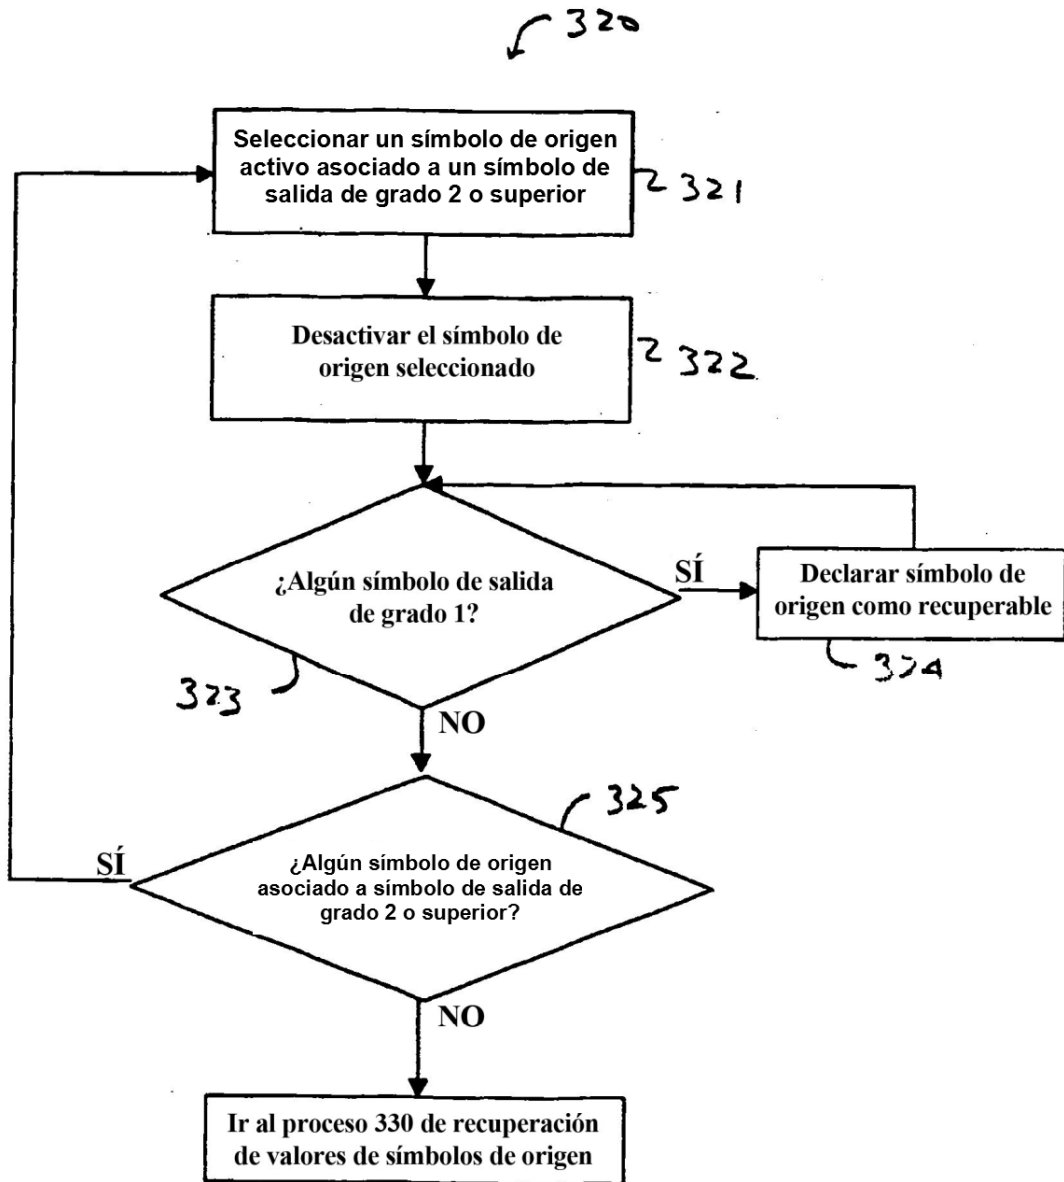 320
Seleccionar un símbolo de origen
activo asociado a un símbolo de
salida de grado 2 o superior
321
Desactivar el símbolo de
origen seleccionado
322
¿Algún símbolo de salida
de grado 1?
SÍ
Declarar símbolo de
origen como recuperable
324
323
NO
325
¿Algún símbolo de origen
asociado a símbolo de salida de
grado 2 o superior?
SÍ
NO
Ir al proceso 330 de recuperación
de valores de símbolos de origen